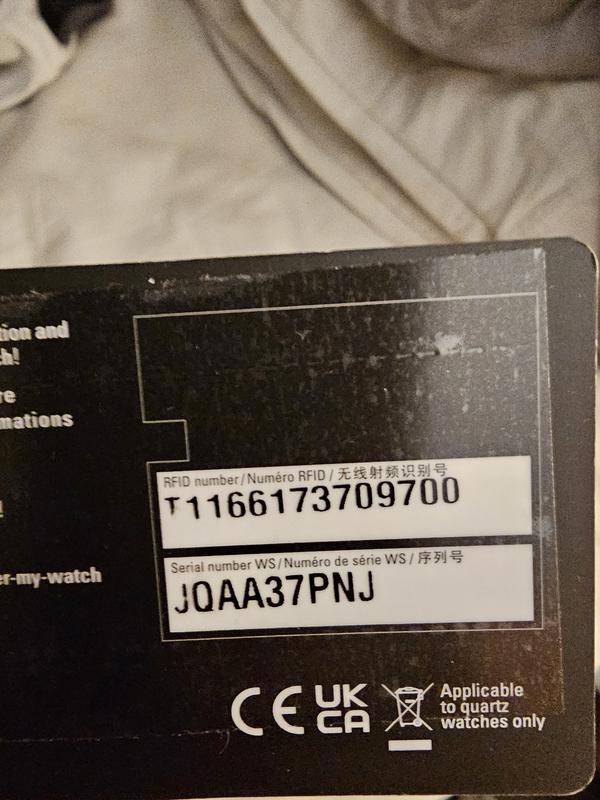 tion and
ch!
re
mations
!
er-my-watch
RFID number/Numéro RFID / 无线射频识别号
T1166173709700
Serial number WS/Numéro de série WS / 序列号
JQAA37PNJ
CE UK CA
Applicable
to quartz
watches only